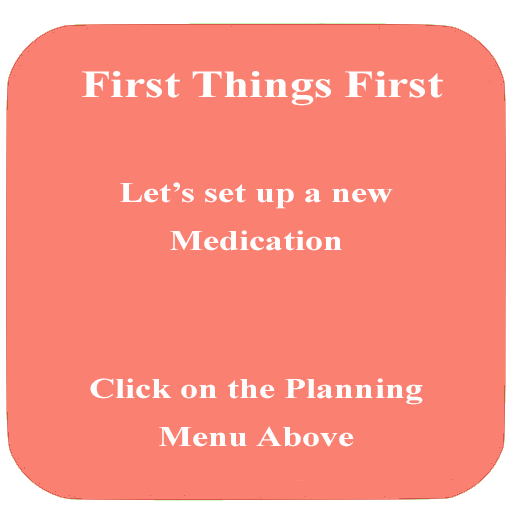 First Things First
Let’s set up a new
Medication
Click on the Planning
Menu Above